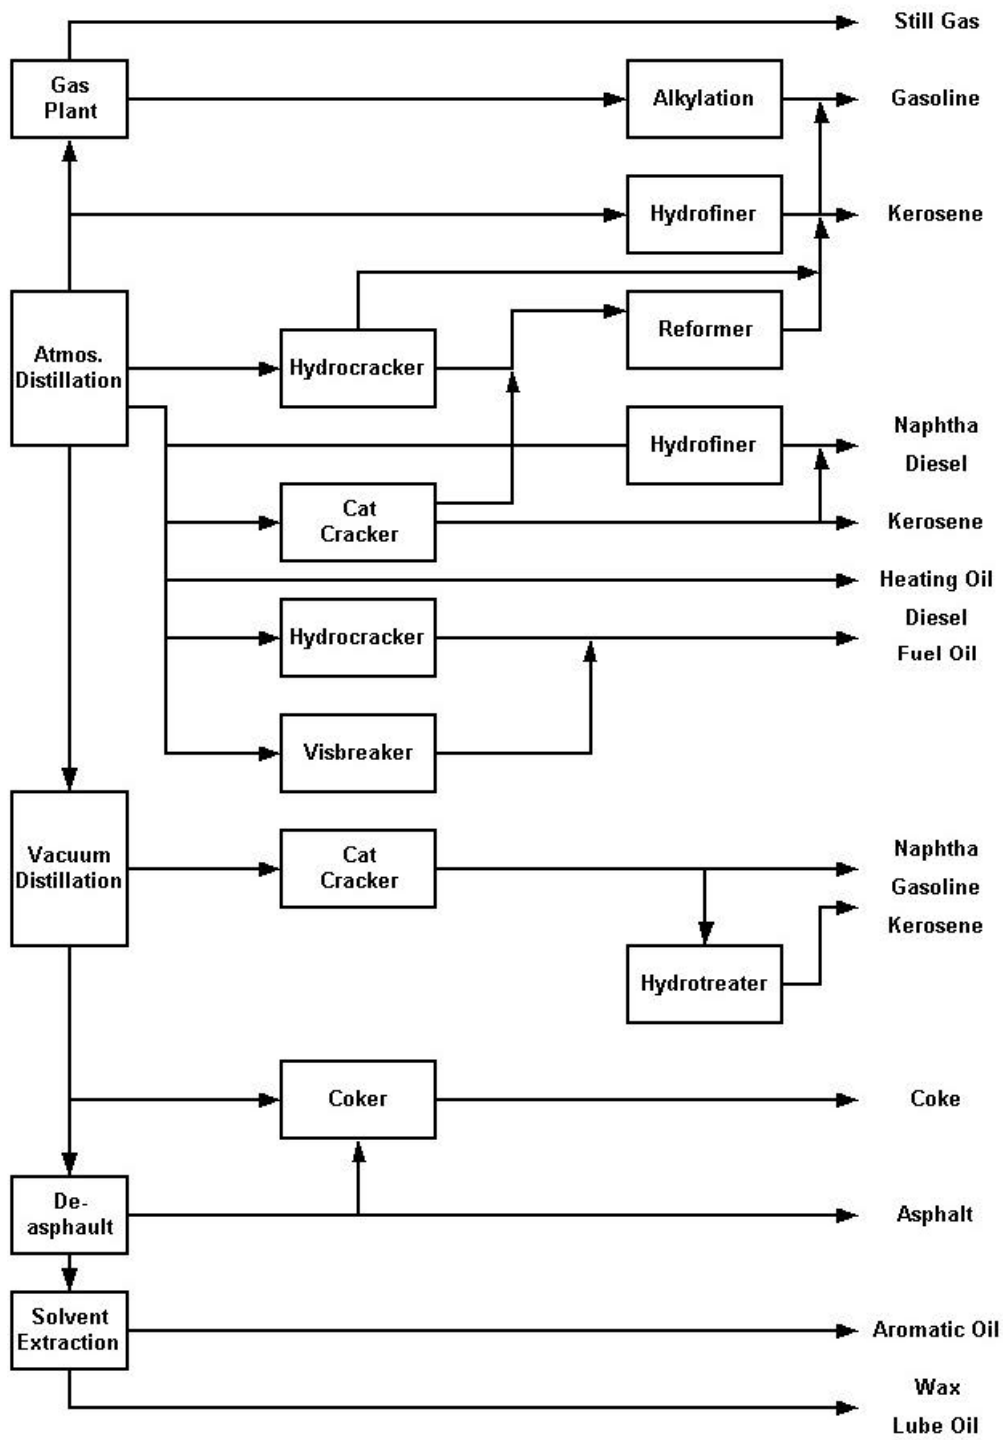 Still Gas
Gas
Plant
Alkylation
Gasoline
Hydrofiner
Kerosene
Reformer
Atmos.
Distillation
Hydrocracker
Hydrofiner
Naphtha
Diesel
Cat
Cracker
Kerosene
Heating Oil
Hydrocracker
Diesel
Fuel Oil
Visbreaker
Vacuum
Distillation
Cat
Cracker
Naphtha
Gasoline
Kerosene
Hydrotreater
Coker
Coke
De-
asphault
Asphalt
Solvent
Extraction
Aromatic Oil
Wax
Lube Oil